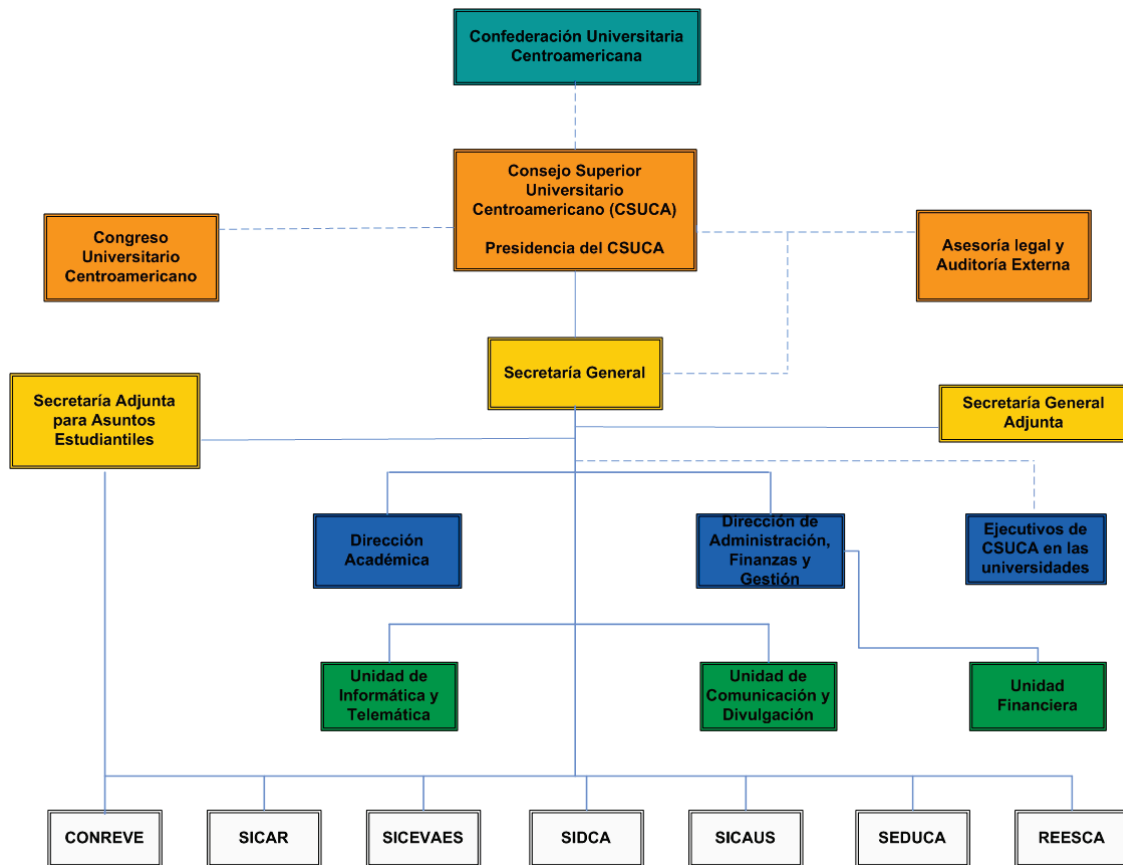 Confederación Universitaria
Centroamericana
Consejo Superior
Universitario
Centroamericano (CSUCA)
Presidencia del CSUCA
Congreso
Universitario
Centroamericano
Asesoría legal y
Auditoría Externa
Secretaría General
Secretaría Adjunta
para Asuntos
Estudiantiles
Secretaría General
Adjunta
Dirección
Académica
Dirección de
Administración,
Finanzas y
Gestión
Ejecutivos de
CSUCA en las
universidades
Unidad de
Informática y
Telemática
Unidad de
Comunicación y
Divulgación
Unidad
Financiera
CONREVE
SICAR
SICEVAES
SIDCA
SICAUS
SEDUCA
REESCA